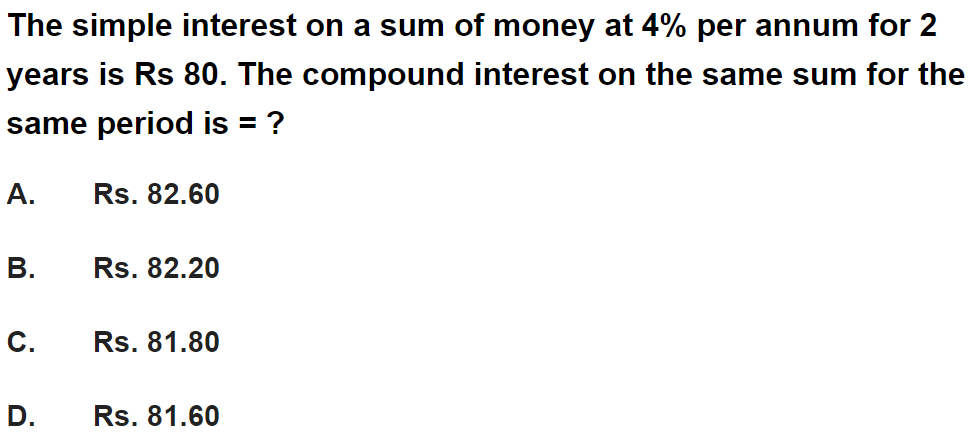 The simple interest on a sum of money at 4% per annum for 2
years is Rs 80. The compound interest on the same sum for the
same period is = ?
A. Rs. 82.60
B. Rs. 82.20
C. Rs. 81.80
D. Rs. 81.60